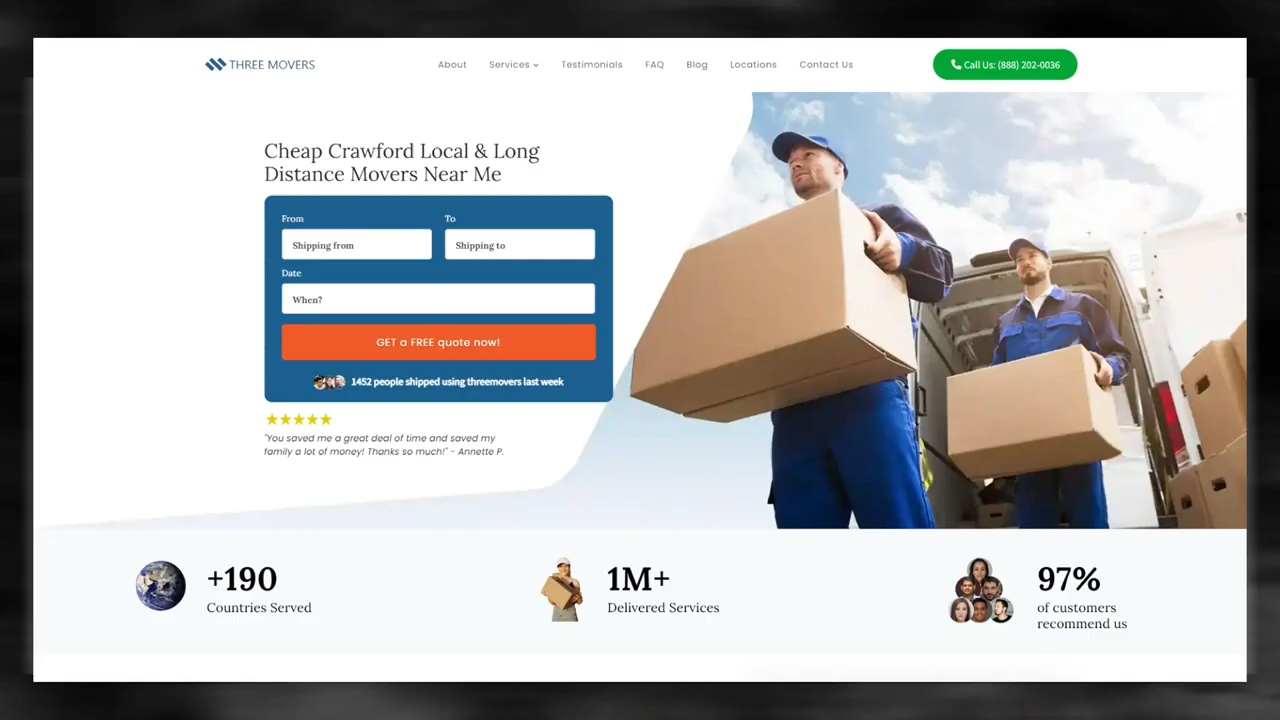 THREE MOVERS
About Services Testimonials FAQ Blog Locations Contact Us
Call Us: (888) 202-0036
Cheap Crawford Local & Long
Distance Movers Near Me
From To
Shipping from Shipping to
Date
When?
GET a FREE quote now!
1452 people shipped using threemovers last week
"You saved me a great deal of time and saved my
family a lot of money! Thanks so much!" - Annette P.
+190
Countries Served
1M+
Delivered Services
97%
of customers
recommend us